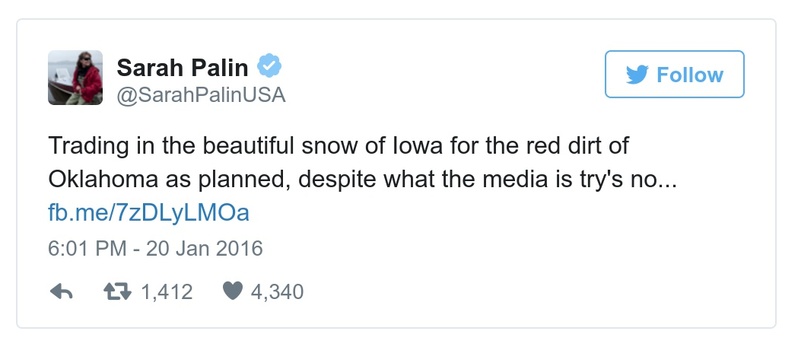 Sarah Palin
@SarahPalinUSA
Follow
Trading in the beautiful snow of Iowa for the red dirt of
Oklahoma as planned, despite what the media is try's no...
fb.me/7zDLyLMOa
6:01 PM - 20 Jan 2016
1,412 4,340